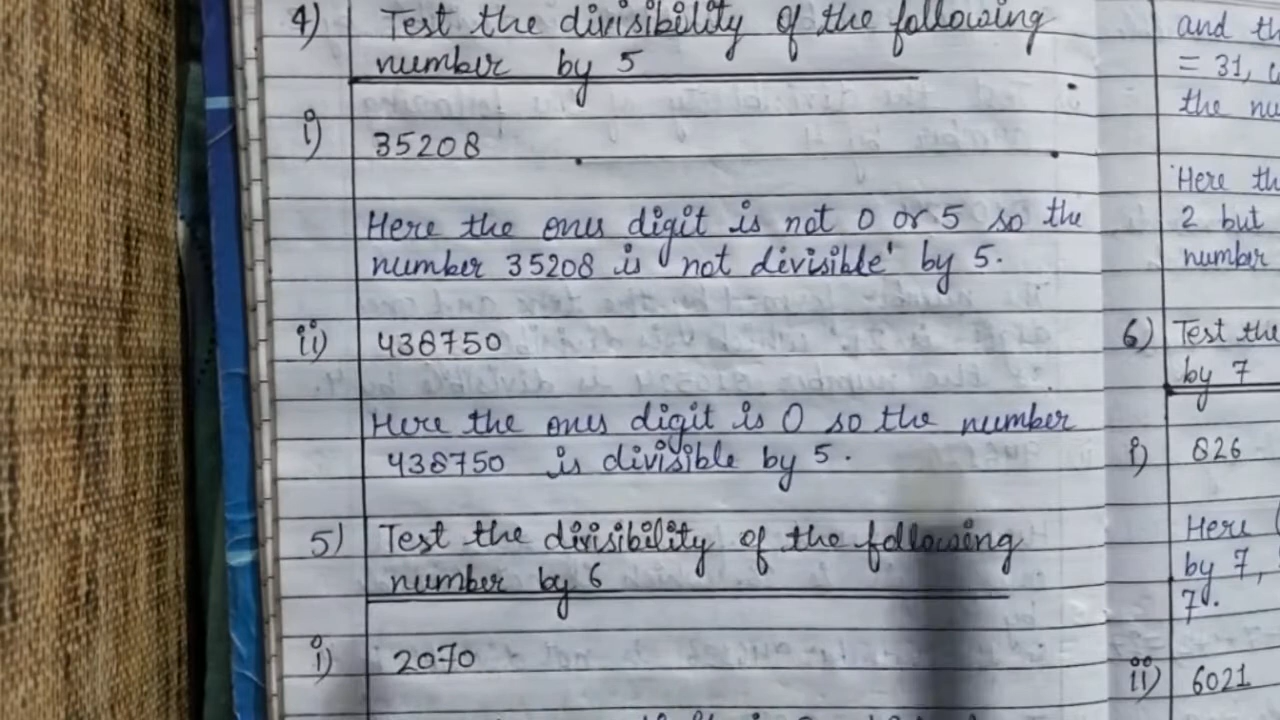 4) Test the divisibility of the following
number by 5
i) 35208
Here the ones digit is not 0 or 5 so the
number 35208 is not divisible by 5.
ii) 438750
Here the ones digit is 0 so the number
438750 is divisible by 5.
5) Test the divisibility of the following
number by 6
i) 2070
and th
= 31,
the nu
Here th
2 but
number
6) Test the
by 7
i) 826
Here
by 7,
7.
ii) 6021